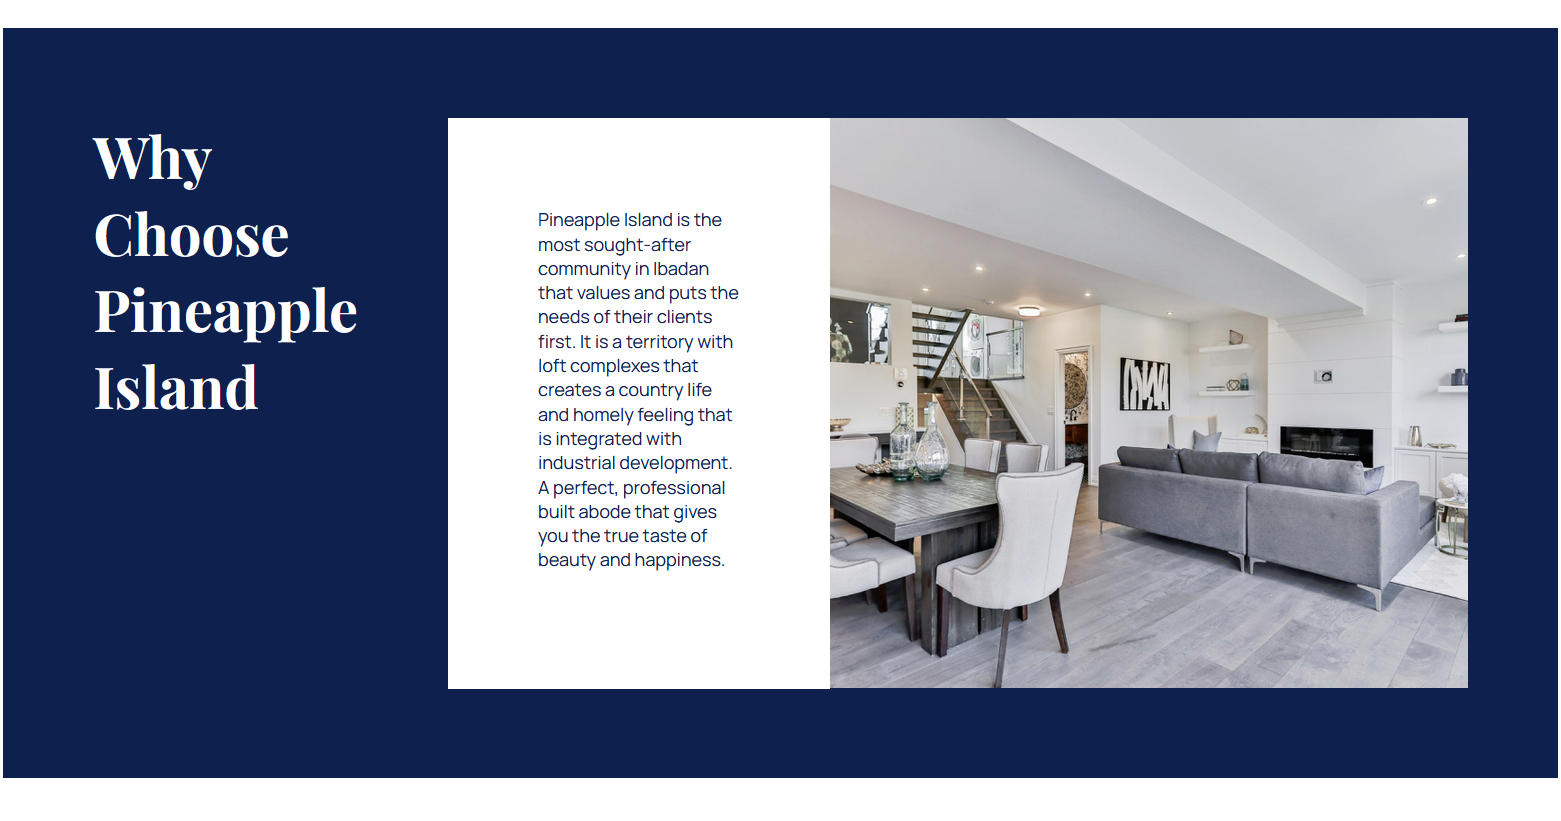 Why
Choose
Pineapple
Island
Pineapple Island is the
most sought-after
community in Ibadan
that values and puts the
needs of their clients
first. It is a territory with
loft complexes that
creates a country life
and homely feeling that
is integrated with
industrial development.
A perfect, professional
built abode that gives
you the true taste of
beauty and happiness.